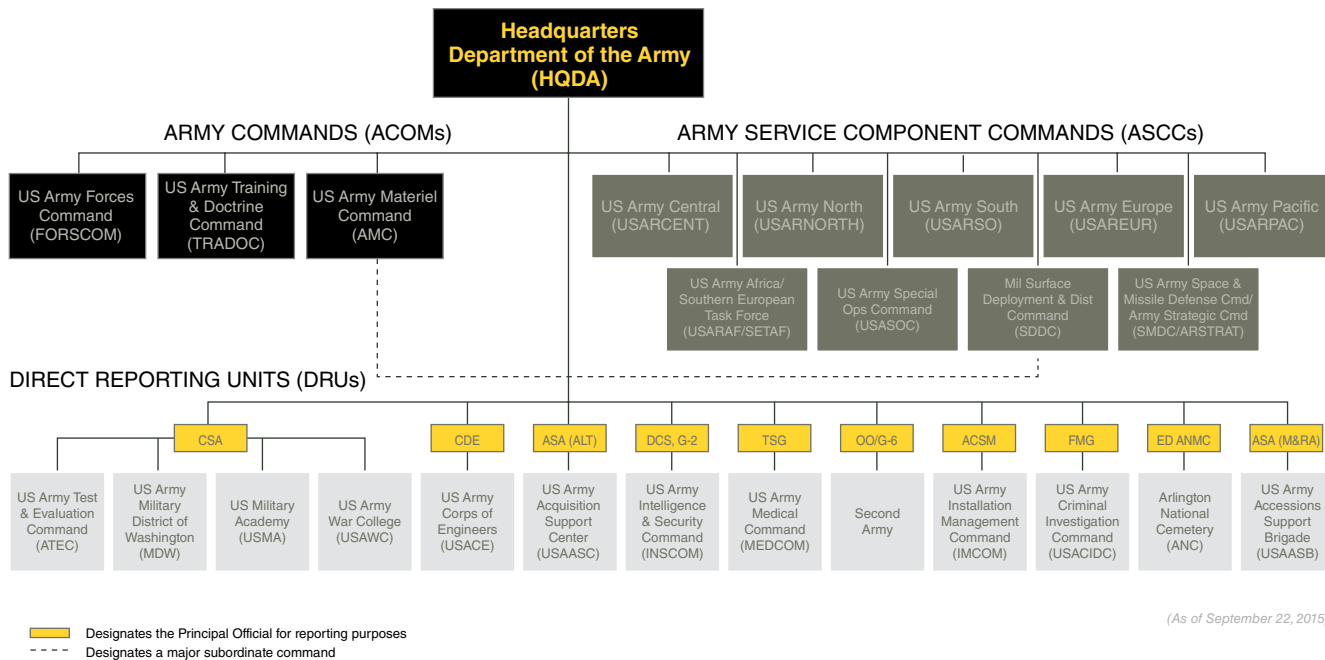 Headquarters
Department of the Army
(HQDA)
ARMY COMMANDS (ACOMs)
ARMY SERVICE COMPONENT COMMANDS (ASCCs)
US Army Forces
Command
(FORSCOM)
US Army Training
& Doctrine
Command
(TRADOC)
US Army Materiel
Command
(AMC)
US Army Central
(USARCENT)
US Army North
(USARNORTH)
US Army South
(USARSO)
US Army Europe
(USAREUR)
US Army Pacific
(USARPAC)
US Army Africa/
Southern European
Task Force
(USARAF/SETAF)
US Army Special
Ops Command
(USASOC)
Mil Surface
Deployment & Dist
Command
(SDDC)
US Army Space &
Missile Defense Cmd/
Army Strategic Cmd
(SMDC/ARSTRAT)
DIRECT REPORTING UNITS (DRUs)
CSA
CDE
ASA (ALT)
DCS, G-2
TSG
OO/G-6
ACSM
FMG
ED ANMC
ASA (M&RA)
US Army Test
& Evaluation
Command
(ATEC)
US Army
Military
District of
Washington
(MDW)
US Military
Academy
(USMA)
US Army
War College
(USAWC)
US Army
Corps of
Engineers
(USACE)
US Army
Acquisition
Support
Center
(USAASC)
US Army
Intelligence
& Security
Command
(INSCOM)
US Army
Medical
Command
(MEDCOM)
Second
Army
US Army
Installation
Management
Command
(IMCOM)
US Army
Criminal
Investigation
Command
(USACIDC)
Arlington
National
Cemetery
(ANC)
US Army
Accessions
Support
Brigade
(USAASB)
(As of September 22, 2015)
Designates the Principal Official for reporting purposes
Designates a major subordinate command